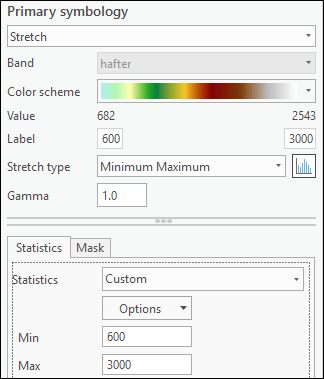 Primary symbology
Stretch
Band hafter
Color scheme
Value 682 2543
Label 600 3000
Stretch type Minimum Maximum
Gamma 1.0
Statistics Mask
Statistics Custom
Options
Min 600
Max 3000